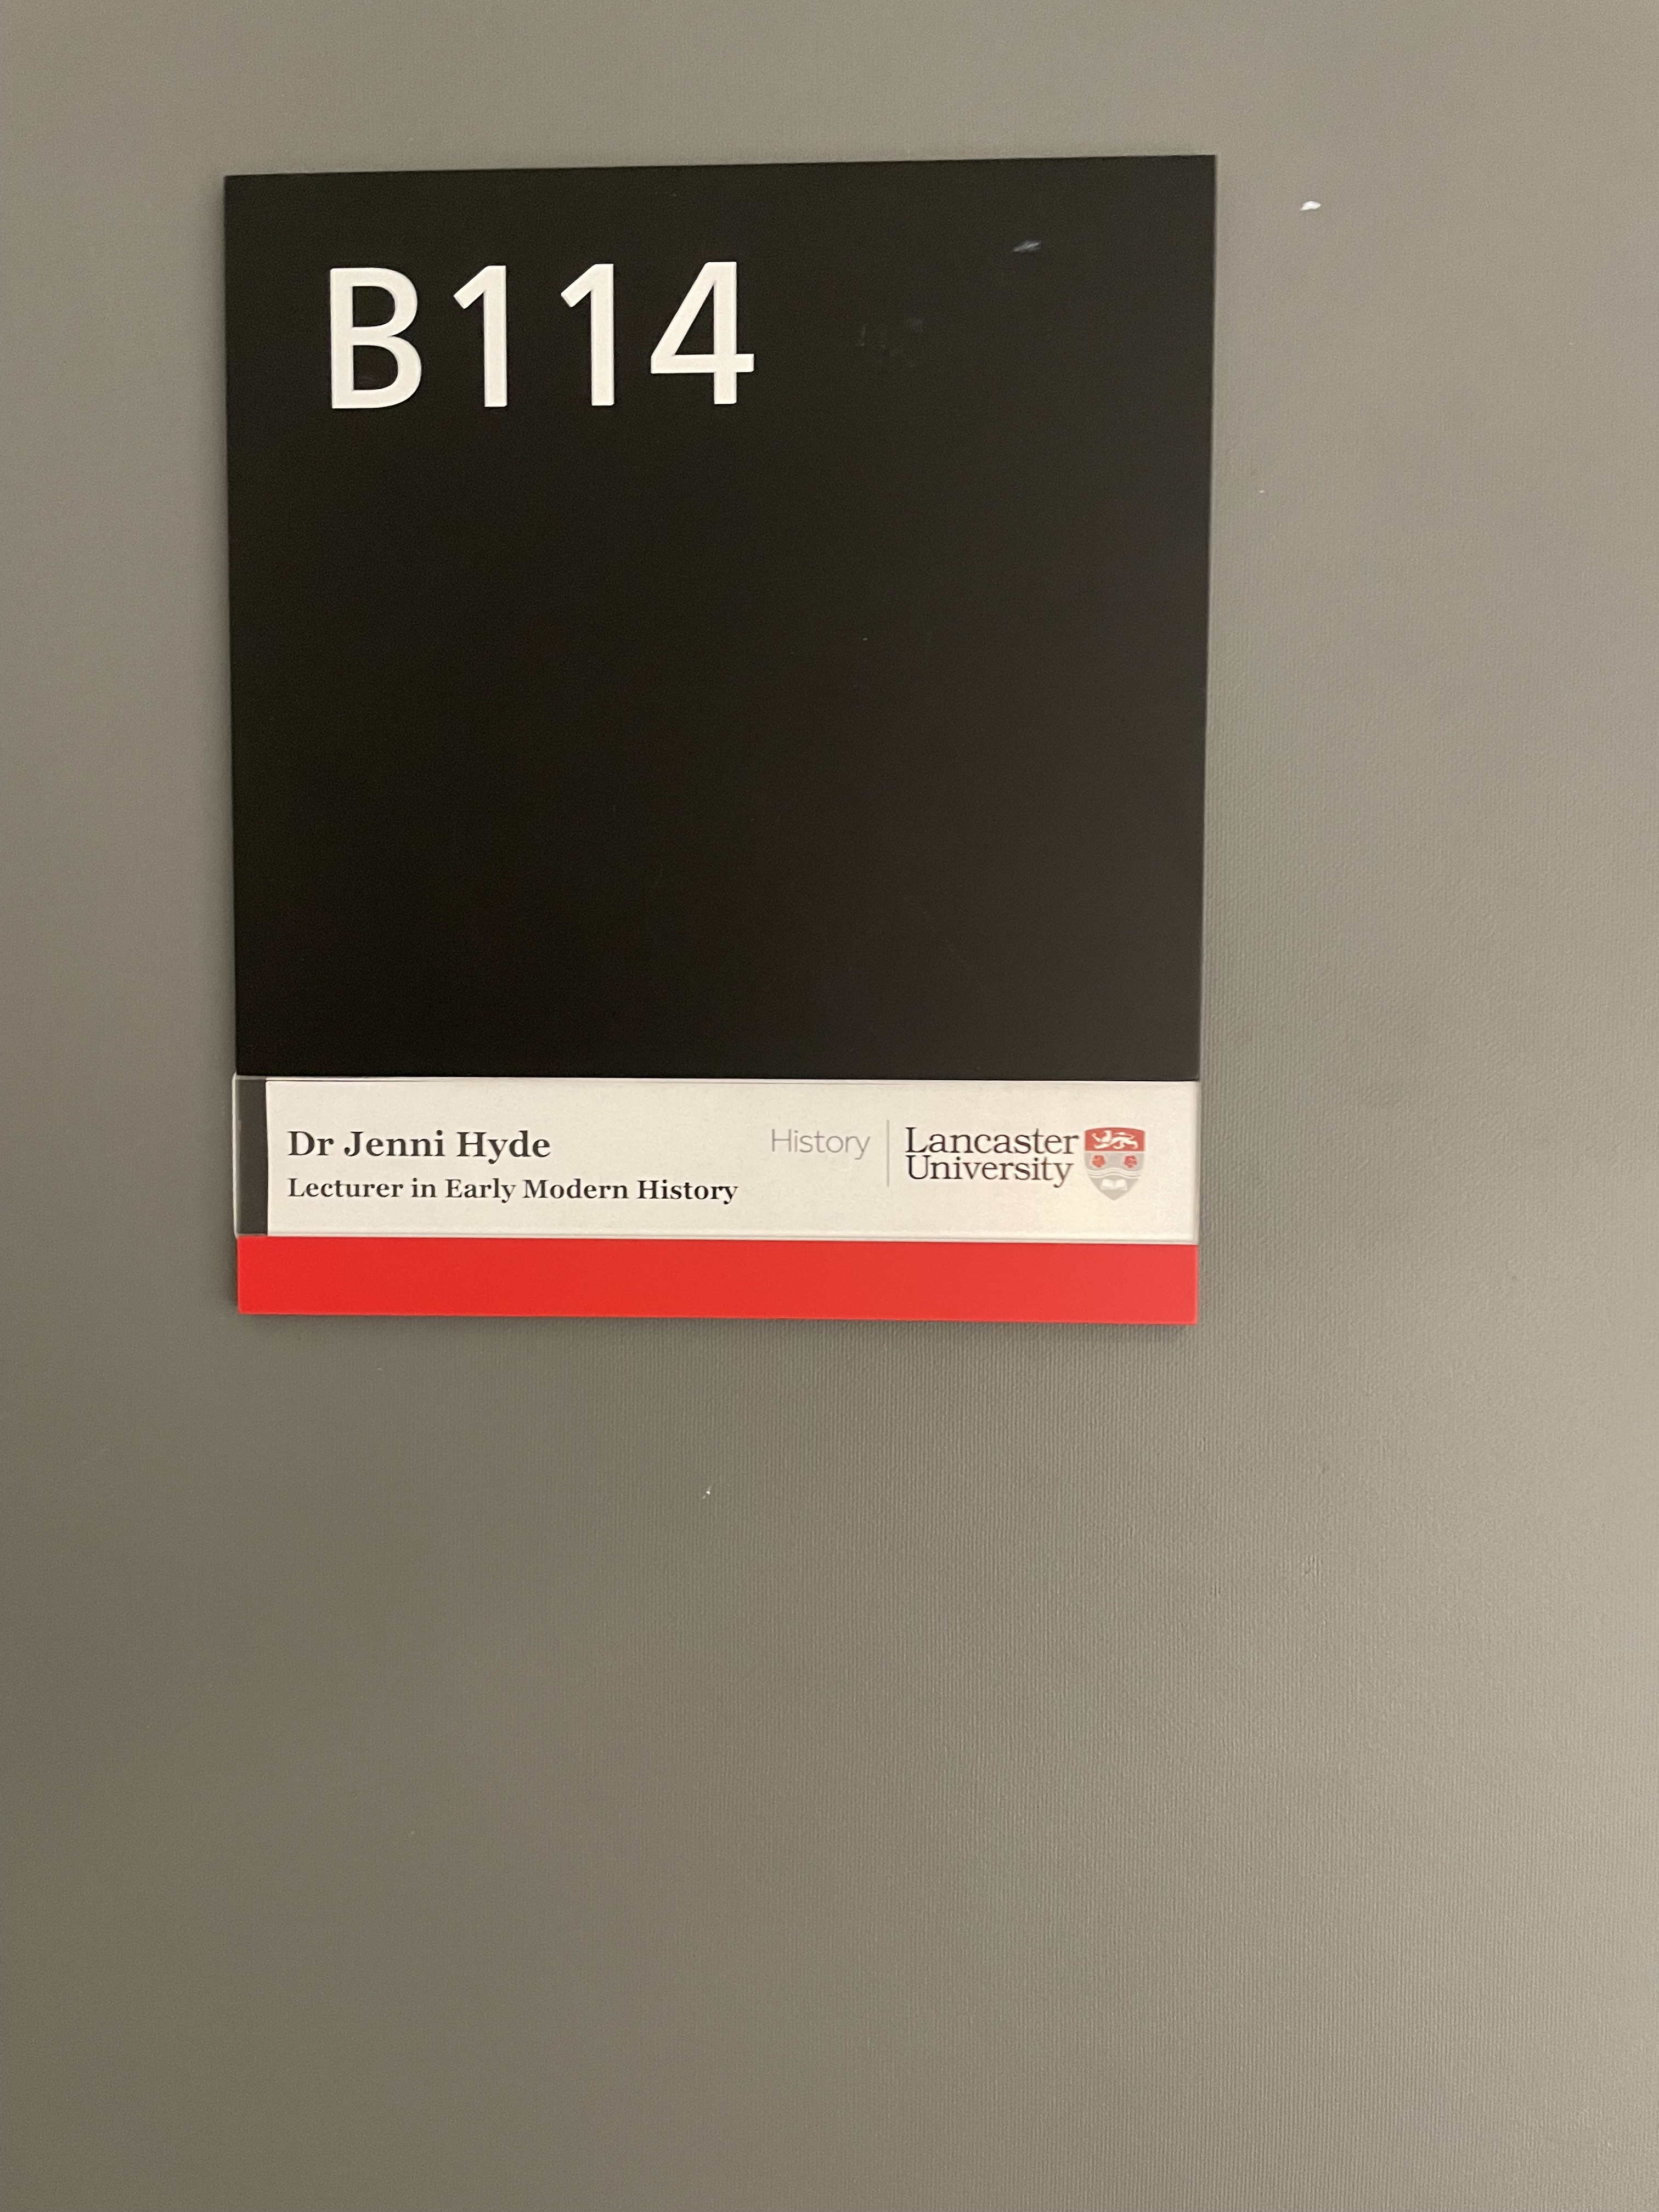 B114
Dr Jenni Hyde
Lecturer in Early Modern History
History
Lancaster
University